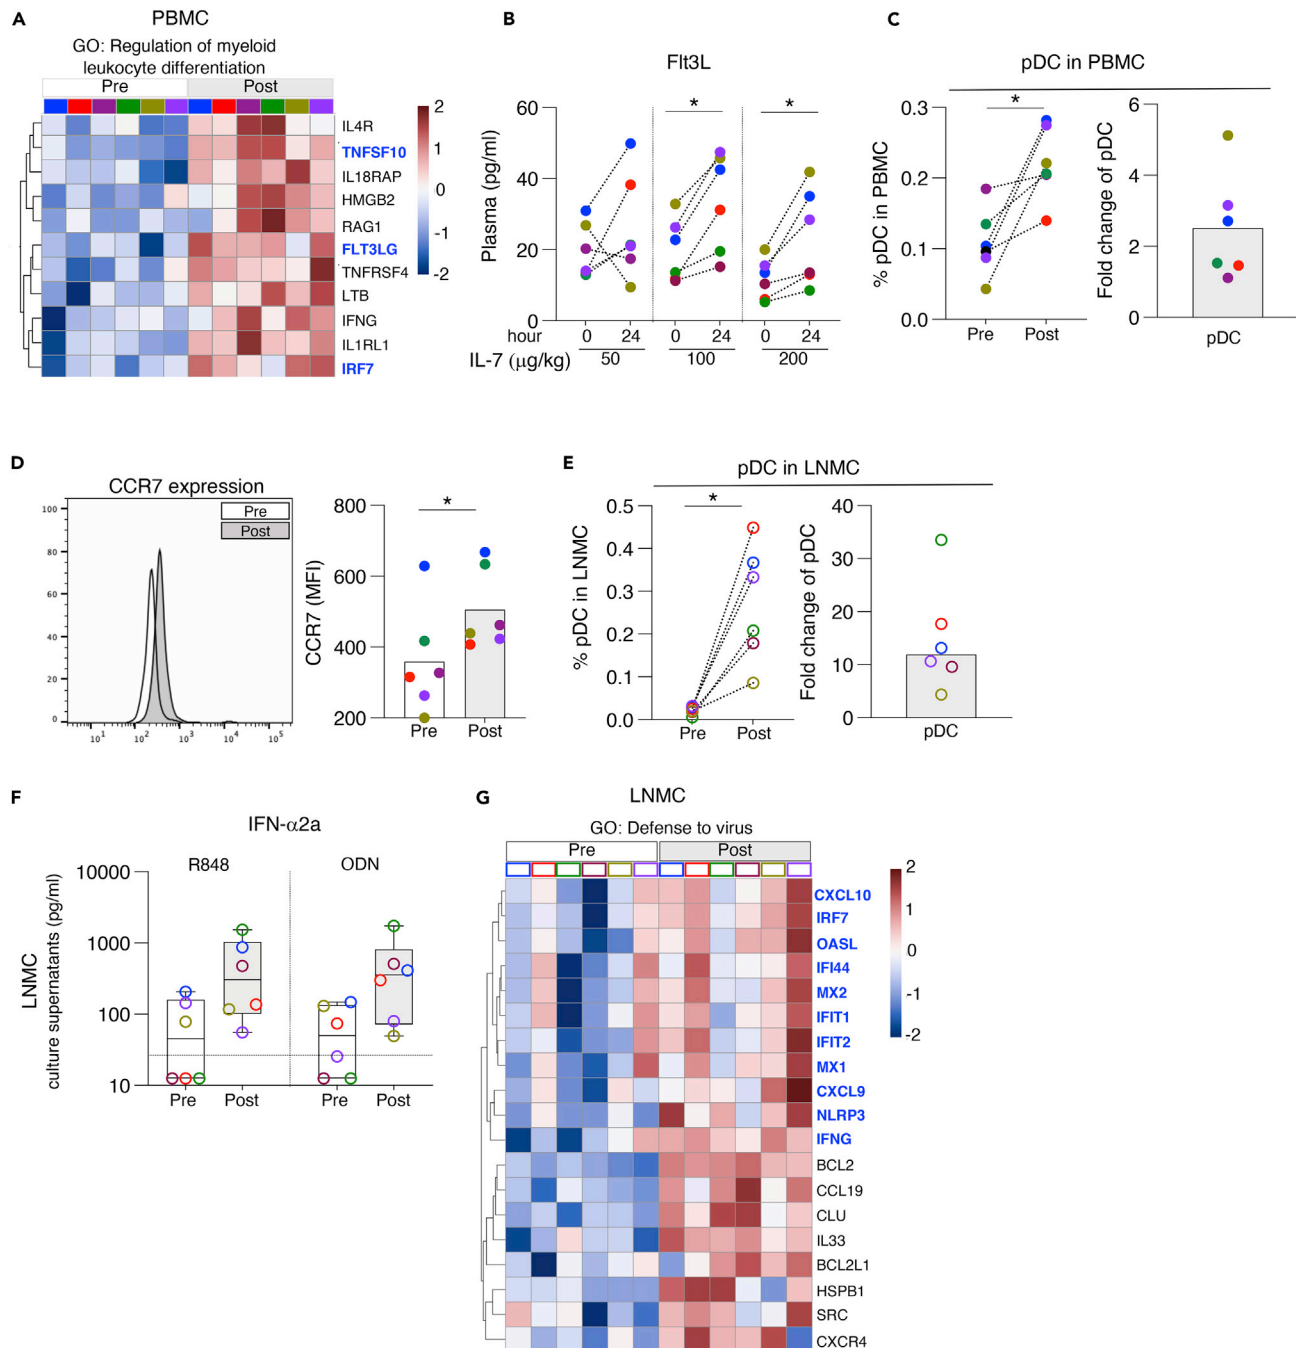 A
PBMC
GO: Regulation of myeloid
leukocyte differentiation
Pre
Post
IL4R
TNFSF10
IL18RAP
HMGB2
RAG1
FLT3LG
TNFRSF4
LTB
IFNG
IL1RL1
IRF7
2
1
0
-1
-2
B
Flt3L
*
*
Plasma (pg/ml)
60
40
20
0
hour
0
24
0
24
0
24
IL-7 (μg/kg)
50
100
200
C
pDC in PBMC
*
% pDC in PBMC
0.3
0.2
0.1
0.0
Pre
Post
Fold change of pDC
6
4
2
0
pDC
D
CCR7 expression
Pre
Post
100
80
60
40
20
0
10¹
10²
10³
10⁴
10⁵
*
CCR7 (MFI)
800
600
400
200
Pre
Post
E
pDC in LNMC
*
% pDC in LNMC
0.5
0.4
0.3
0.2
0.1
0.0
Pre
Post
Fold change of pDC
40
30
20
10
0
pDC
F
IFN-α2a
R848
ODN
LNMC
culture supernatants (pg/ml)
10000
1000
100
10
Pre
Post
Pre
Post
G
LNMC
GO: Defense to virus
Pre
Post
CXCL10
IRF7
OASL
IFI44
MX2
IFIT1
IFIT2
MX1
CXCL9
NLRP3
IFNG
BCL2
CCL19
CLU
IL33
BCL2L1
HSPB1
SRC
CXCR4
2
1
0
-1
-2